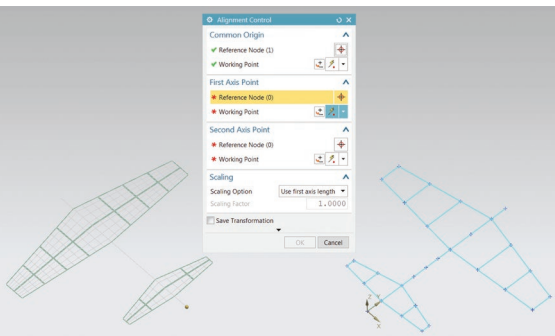 Alignment Control
Common Origin
Reference Node (1)
Working Point
First Axis Point
* Reference Node (0)
* Working Point
Second Axis Point
* Reference Node (0)
* Working Point
Scaling
Scaling Option Use first axis length
Scaling Factor 1.0000
Save Transformation
OK Cancel
Z Y
X